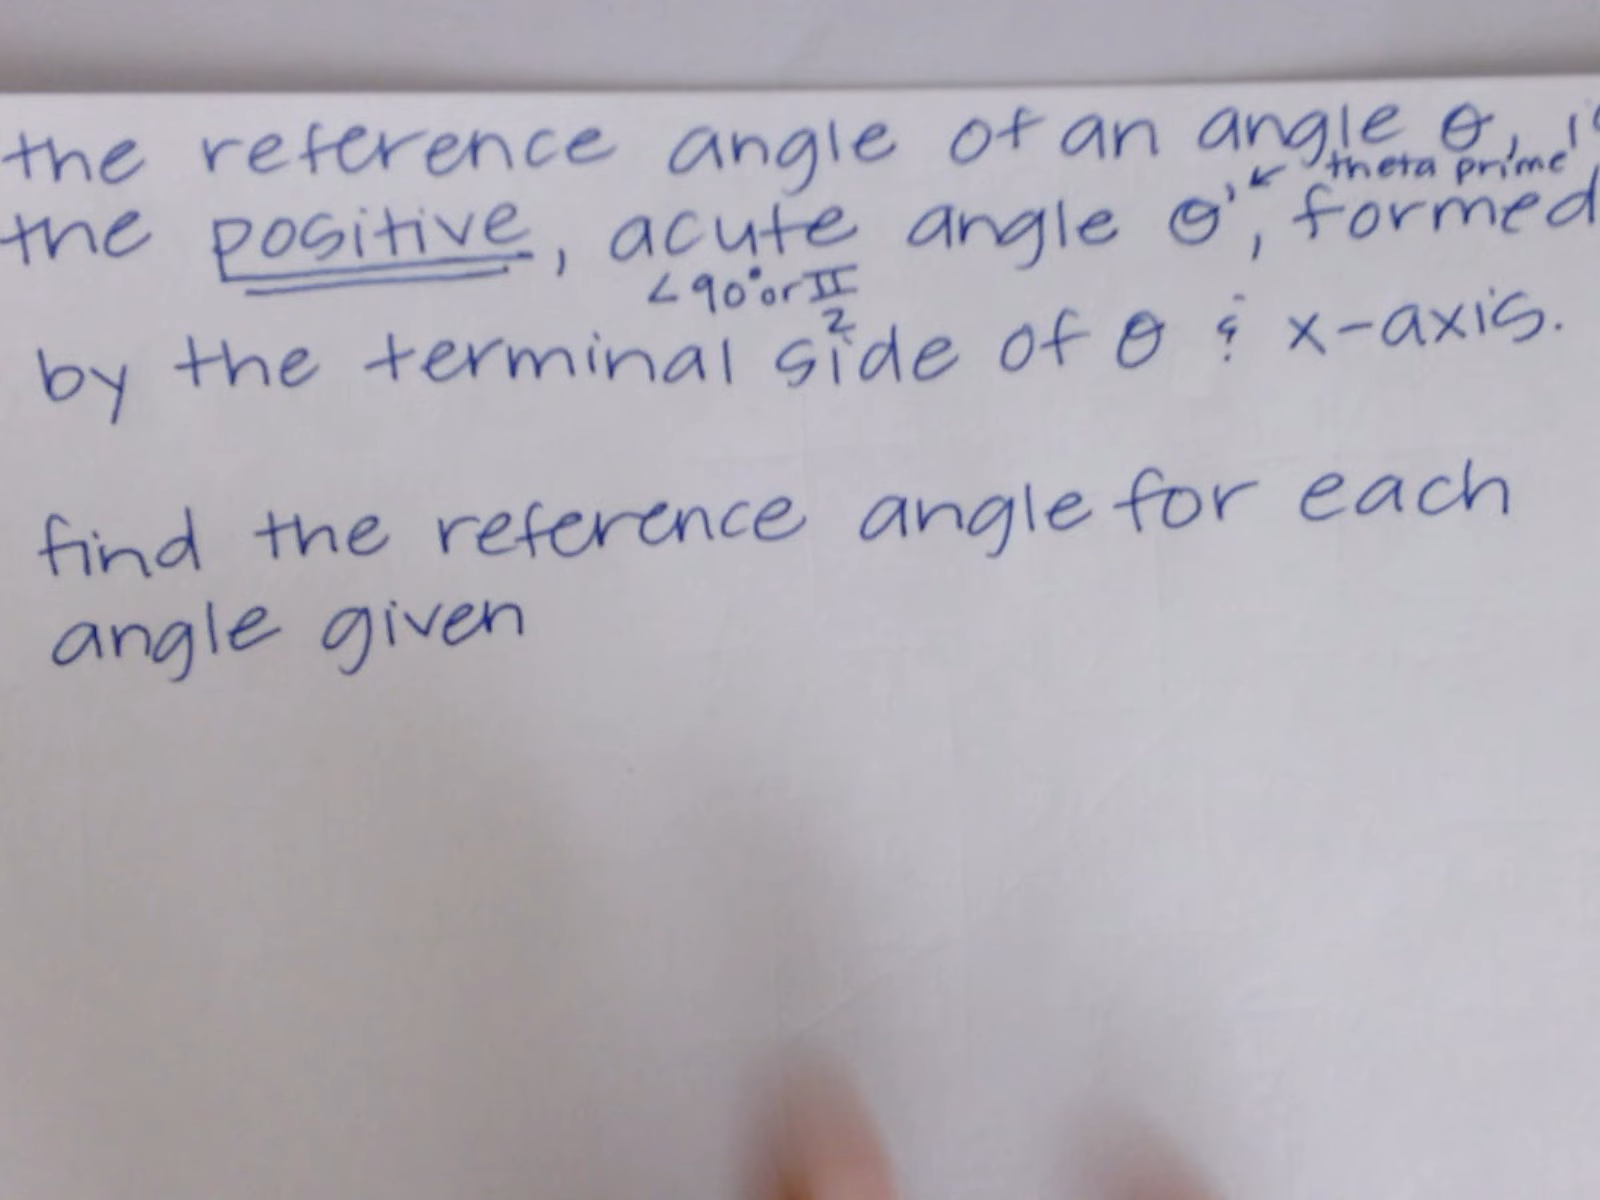 the reference angle of an angle θ, is
theta prime
the positive, acute angle θ', formed
<90° or π/2
by the terminal side of θ & x-axis.
find the reference angle for each
angle given